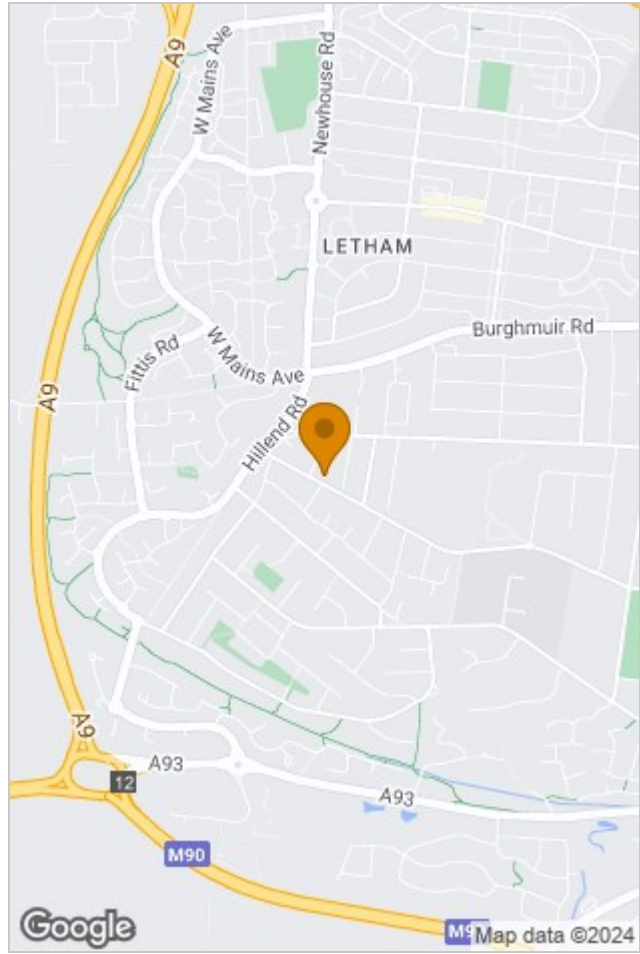 A9
W Mains Ave
Newhouse Rd
LETHAM
Burghmuir Rd
Fittis Rd
W Mains Ave
A9
Hillend Rd
A9
A93
12
A93
M90
Google
Map data ©2024